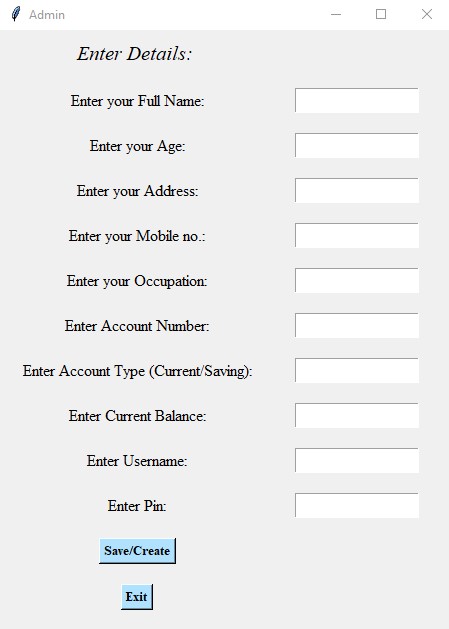 Admin
Enter Details:
Enter your Full Name:
Enter your Age:
Enter your Address:
Enter your Mobile no.:
Enter your Occupation:
Enter Account Number:
Enter Account Type (Current/Saving):
Enter Current Balance:
Enter Username:
Enter Pin:
Save/Create
Exit